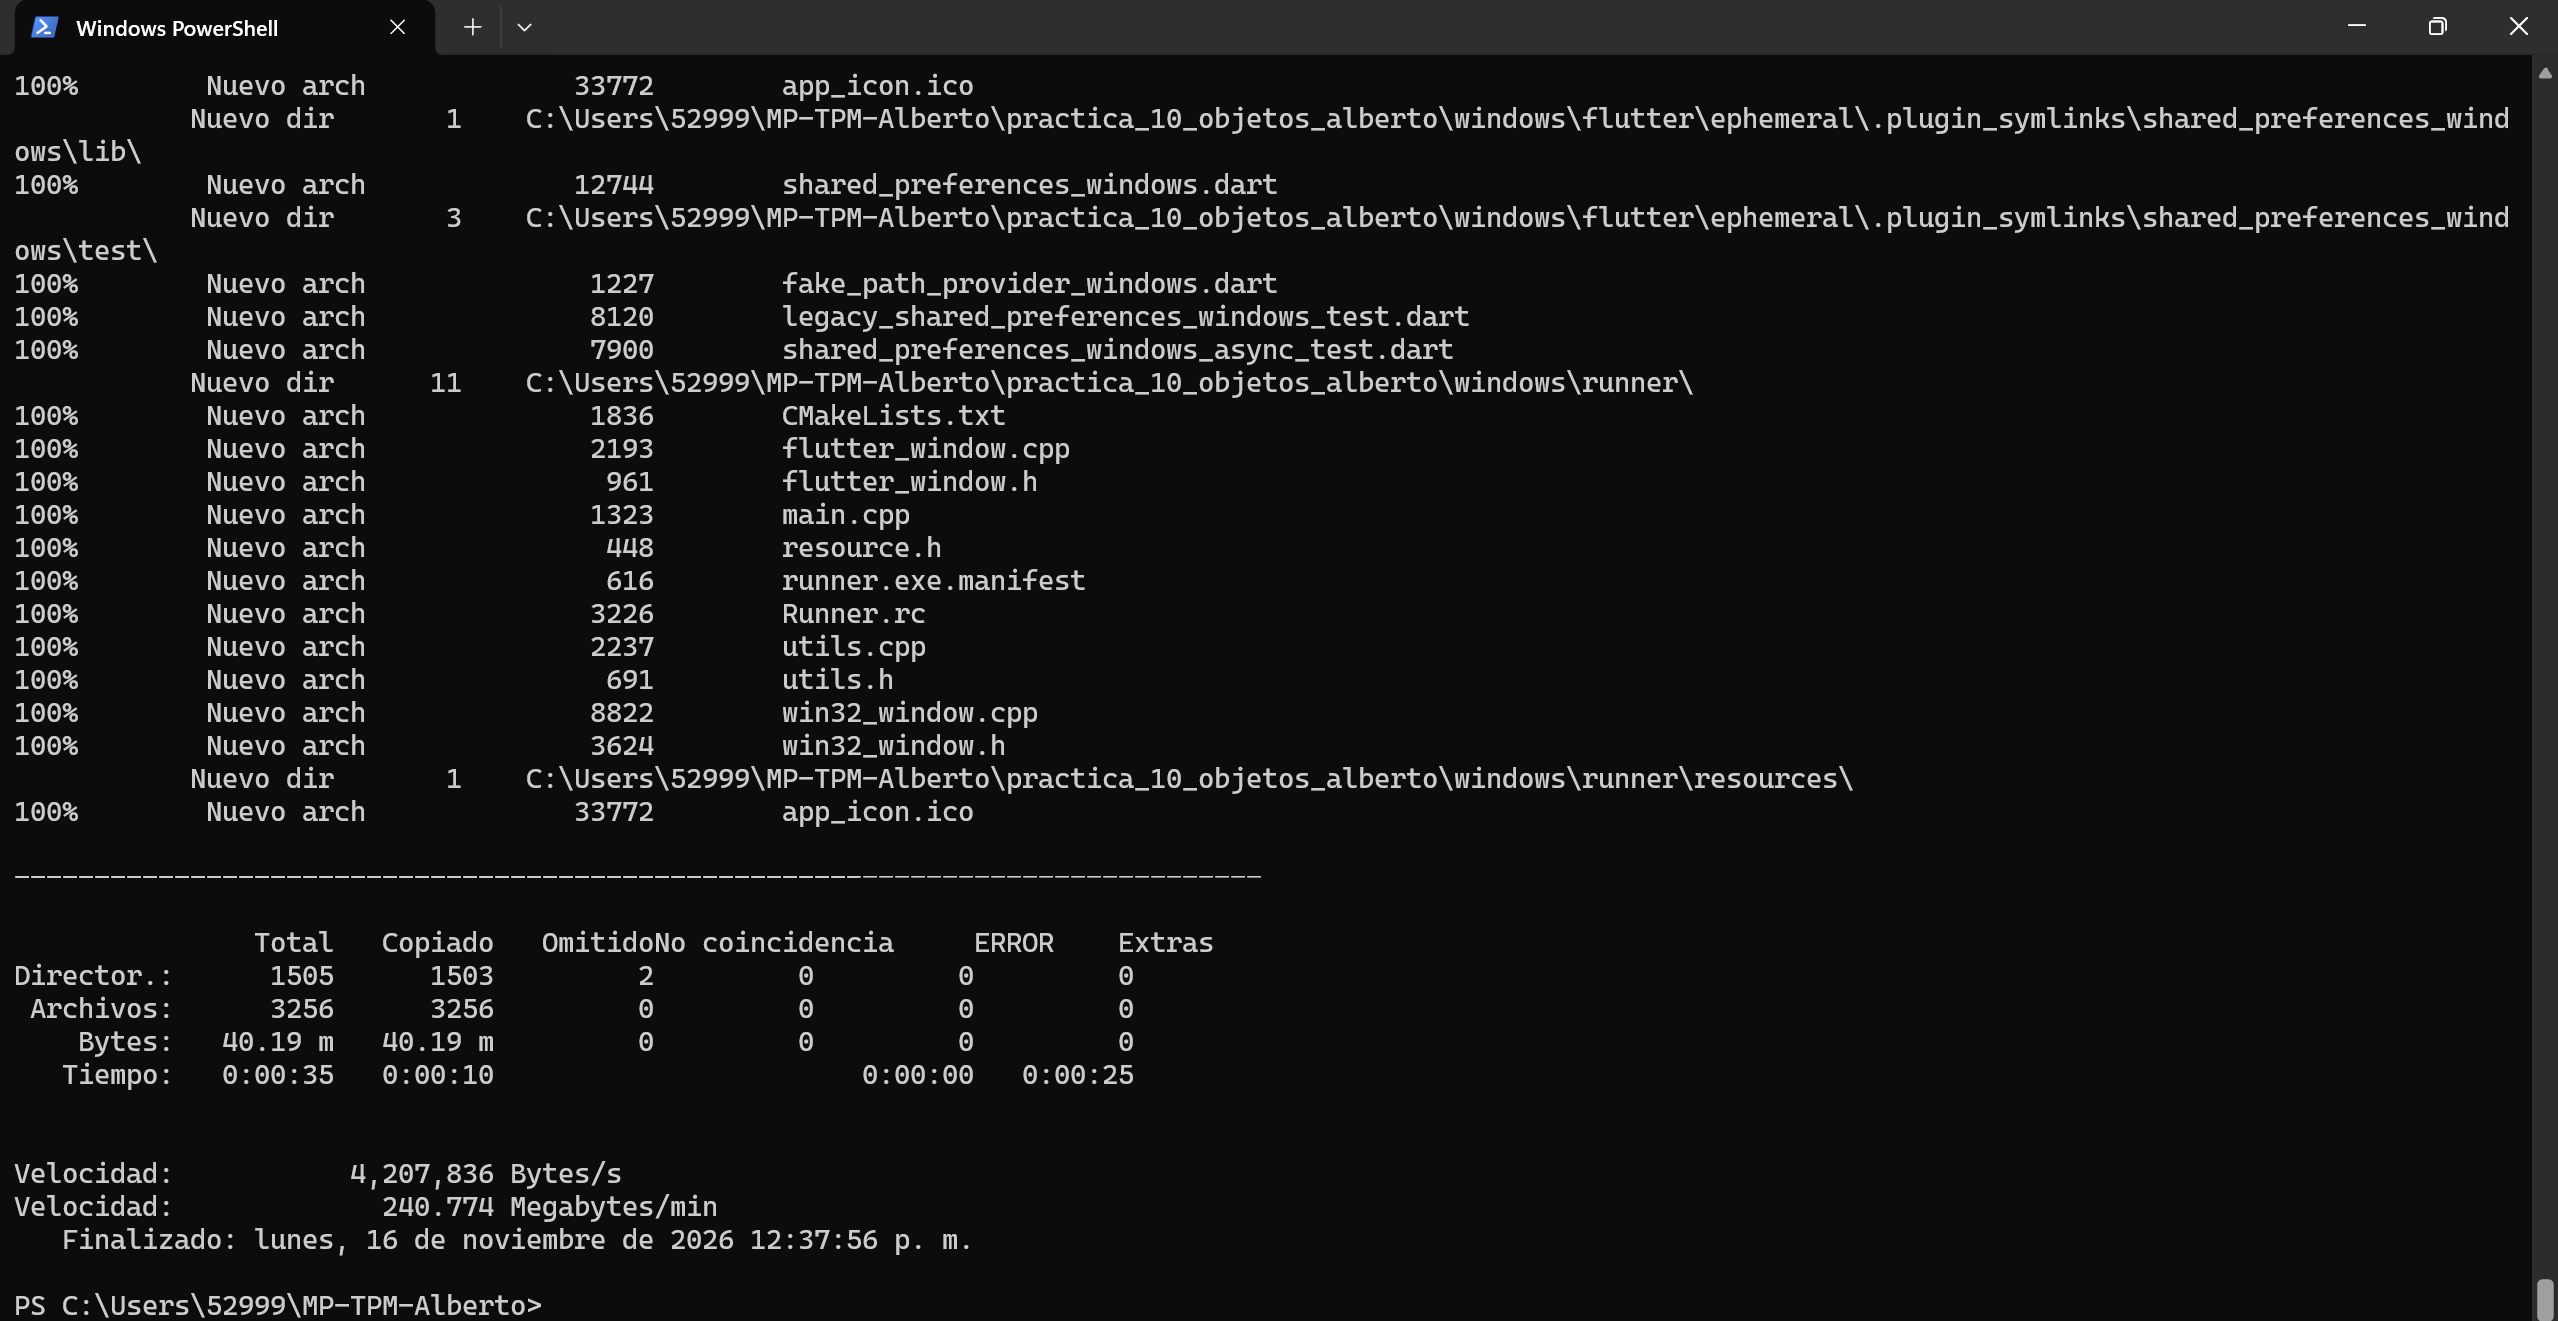 Windows PowerShell
100%        Nuevo arch             33772        app_icon.ico
           Nuevo dir       1    C:\Users\52999\MP-TPM-Alberto\practica_10_objetos_alberto\windows\flutter\ephemeral\.plugin_symlinks\shared_preferences_wind
ows\lib\
100%        Nuevo arch             12744        shared_preferences_windows.dart
           Nuevo dir       3    C:\Users\52999\MP-TPM-Alberto\practica_10_objetos_alberto\windows\flutter\ephemeral\.plugin_symlinks\shared_preferences_wind
ows\test\
100%        Nuevo arch              1227        fake_path_provider_windows.dart
100%        Nuevo arch              8120        legacy_shared_preferences_windows_test.dart
100%        Nuevo arch              7900        shared_preferences_windows_async_test.dart
           Nuevo dir      11    C:\Users\52999\MP-TPM-Alberto\practica_10_objetos_alberto\windows\runner\
100%        Nuevo arch              1836        CMakeLists.txt
100%        Nuevo arch              2193        flutter_window.cpp
100%        Nuevo arch               961        flutter_window.h
100%        Nuevo arch              1323        main.cpp
100%        Nuevo arch               448        resource.h
100%        Nuevo arch               616        runner.exe.manifest
100%        Nuevo arch              3226        Runner.rc
100%        Nuevo arch              2237        utils.cpp
100%        Nuevo arch               691        utils.h
100%        Nuevo arch              8822        win32_window.cpp
100%        Nuevo arch              3624        win32_window.h
           Nuevo dir       1    C:\Users\52999\MP-TPM-Alberto\practica_10_objetos_alberto\windows\runner\resources\
100%        Nuevo arch             33772        app_icon.ico
------------------------------------------------------------------------------
               Total   Copiado   OmitidoNo coincidencia     ERROR    Extras
Director.:      1505      1503         2         0         0         0
 Archivos:      3256      3256         0         0         0         0
    Bytes:   40.19 m   40.19 m         0         0         0         0
   Tiempo:   0:00:35   0:00:10                       0:00:00   0:00:25
Velocidad:           4,207,836 Bytes/s
Velocidad:             240.774 Megabytes/min
   Finalizado: lunes, 16 de noviembre de 2026 12:37:56 p. m.
PS C:\Users\52999\MP-TPM-Alberto>